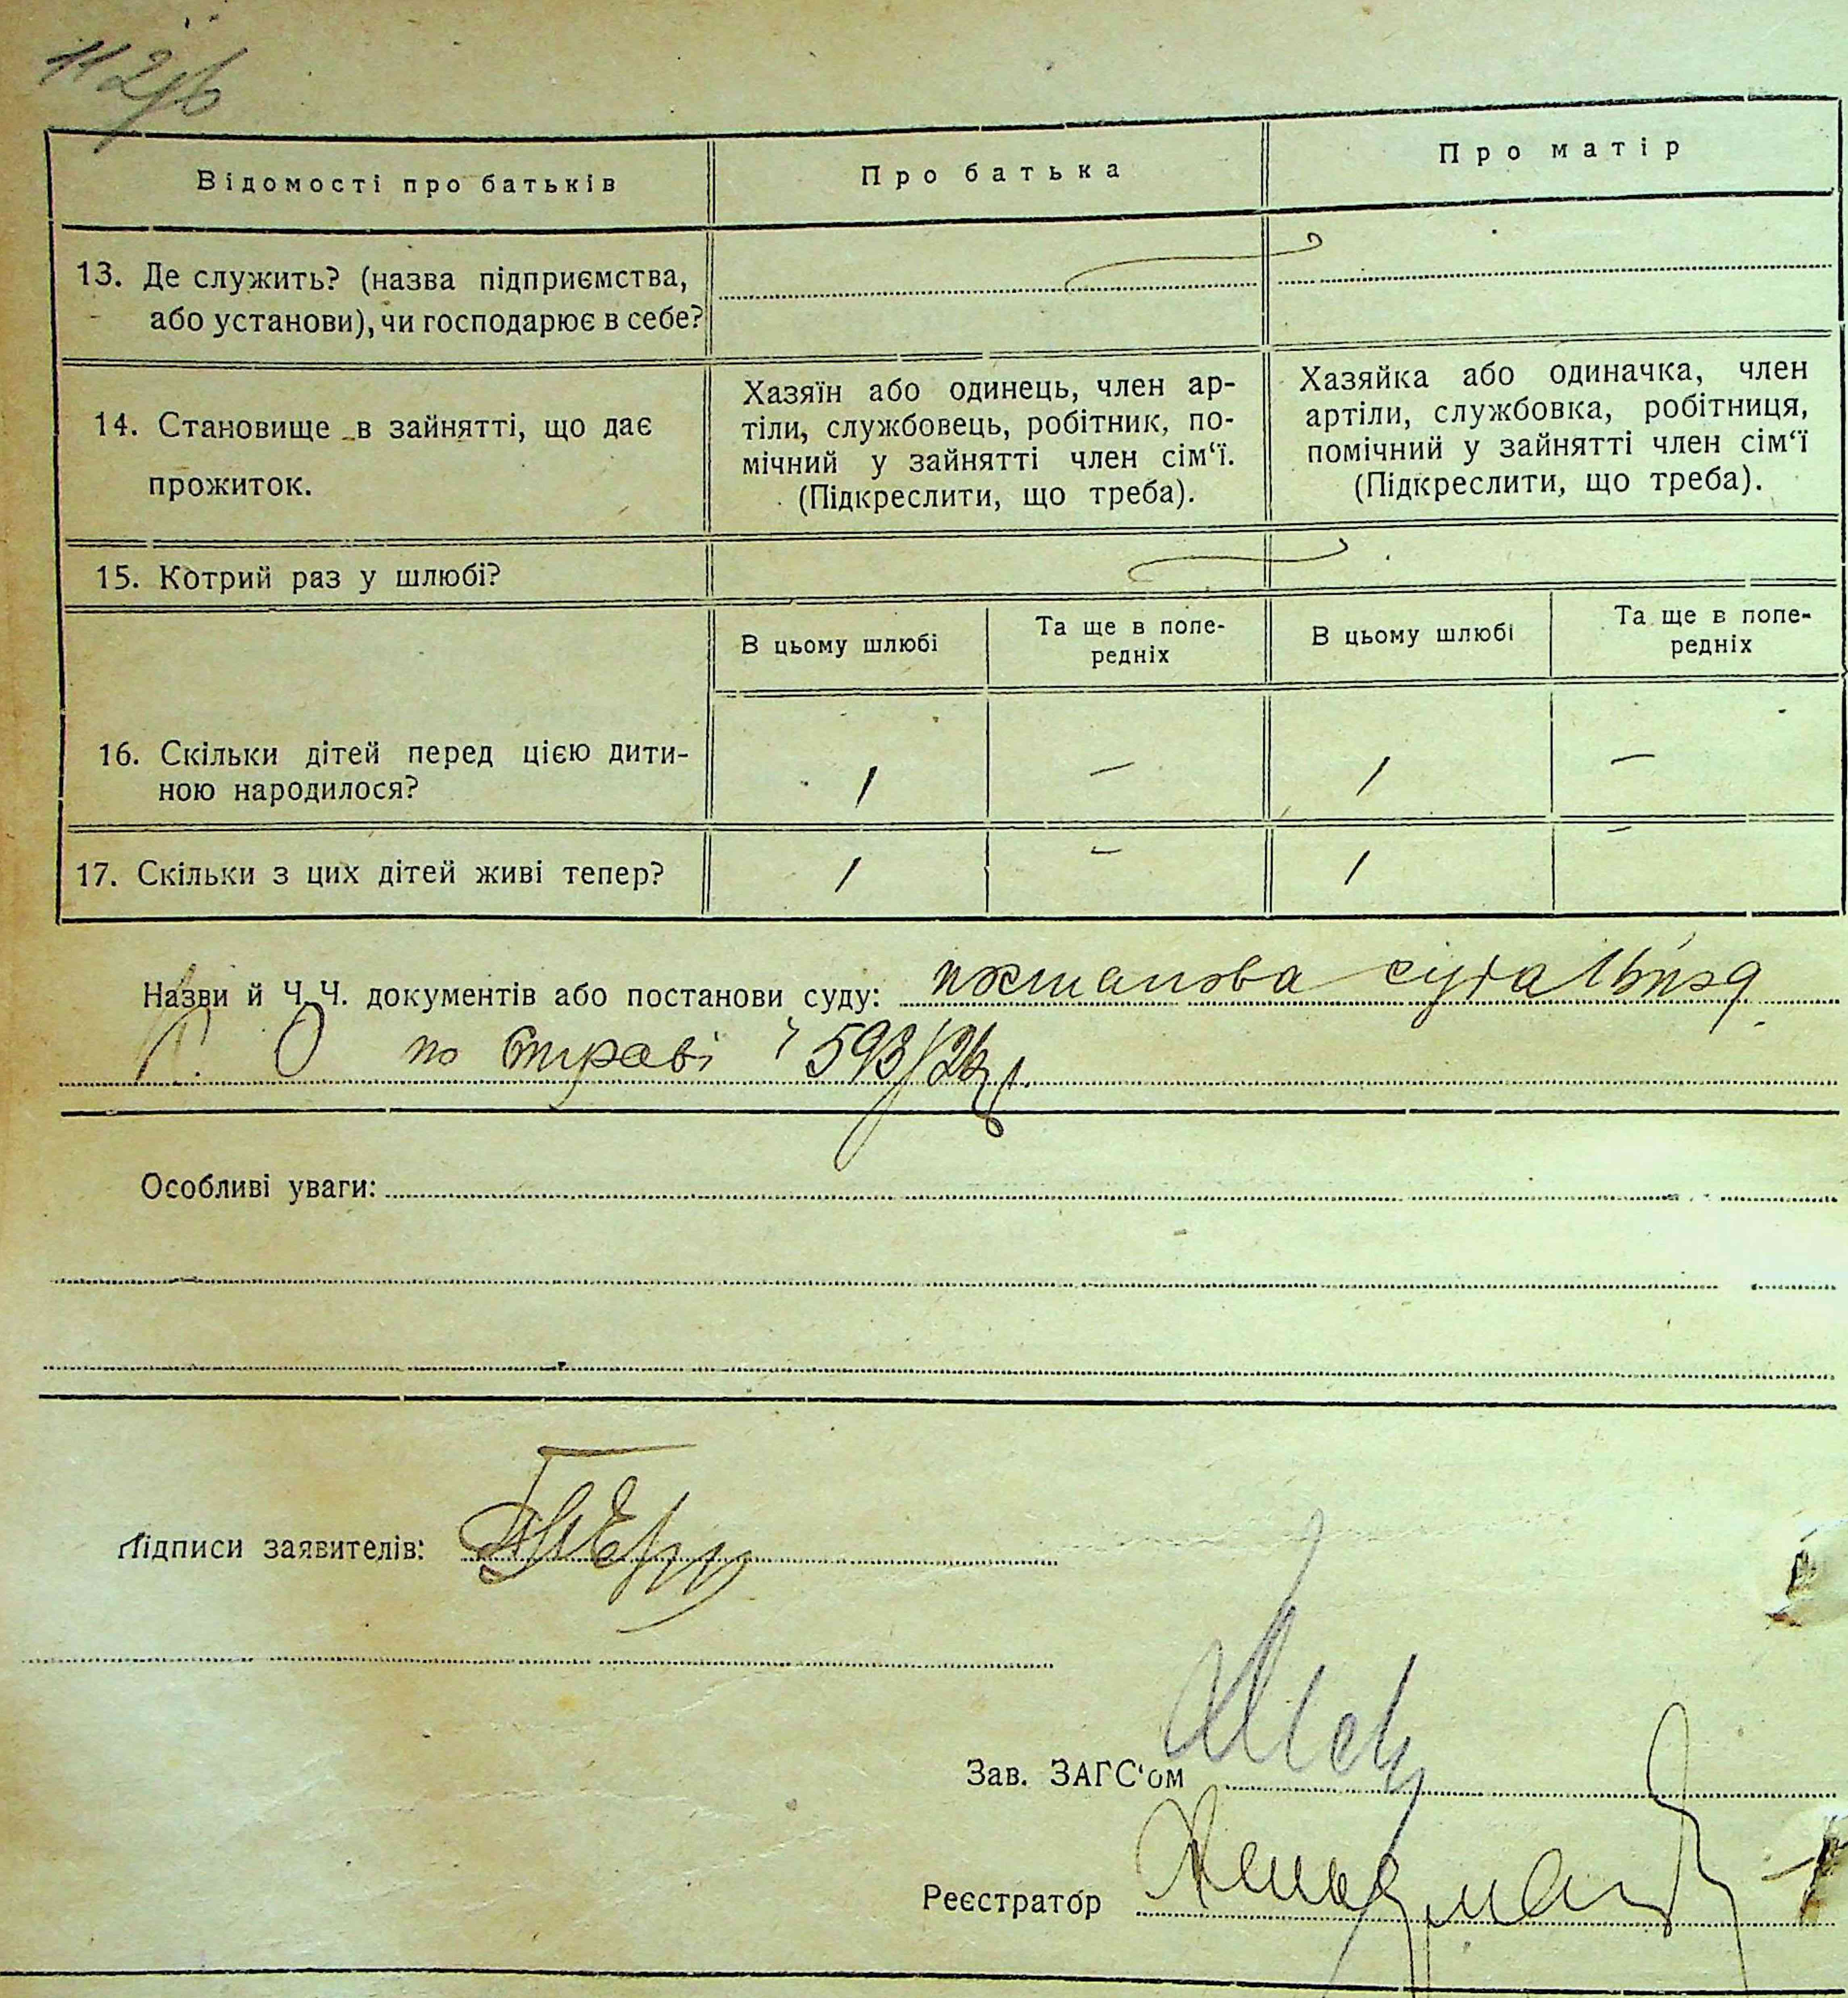 Відомості про батьків
Про батька
Про матір
13. Де служить? (назва підприємства,
або установи), чи господарює в себе?
14. Становище в зайнятті, що дає
прожиток.
Хазяїн або одинець, член ар-
тіли, службовець, робітник, по-
мічний у зайнятті член сім‘ї.
(Підкреслити, що треба).
Хазяйка або одиначка, член
артіли, службовка, робітниця,
помічний у зайнятті член сім‘ї
(Підкреслити, що треба).
15. Котрий раз у шлюбі?
В цьому шлюбі
Та ще в попе-
редніх
В цьому шлюбі
Та ще в попе-
редніх
16. Скільки дітей перед цією дити-
ною народилося?
1 — 1 —
17. Скільки з цих дітей живі тепер?
1 — 1 —
Назви й Ч.Ч. документів або постанови суду: постанова суда
по справі 593/
Особливі уваги:
Підписи заявителів:
Зав. ЗАГС‘ом
Реєстратор